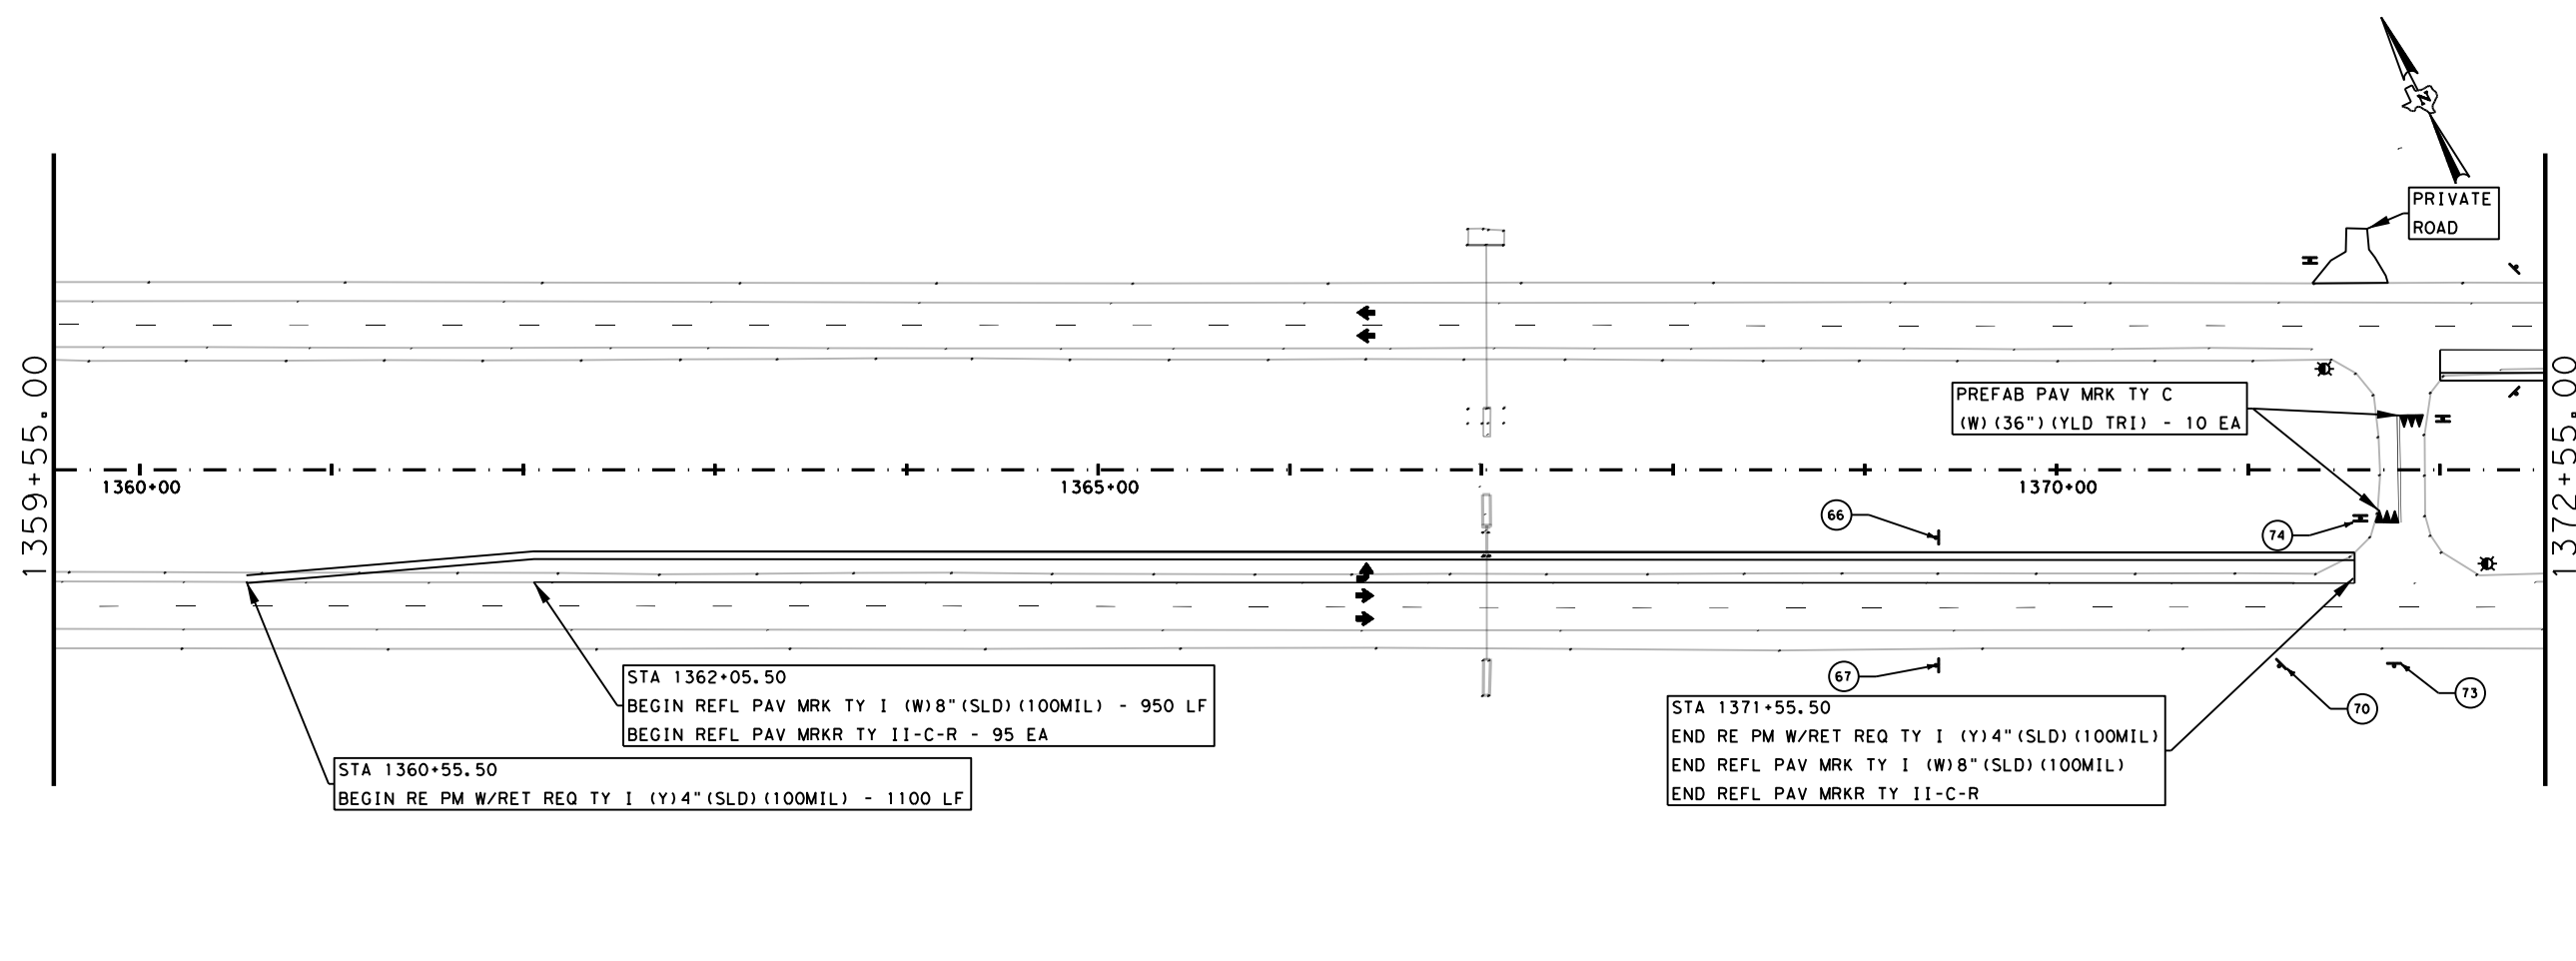 N
PRIVATE
ROAD
1359+55.00
1372+55.00
PREFAB PAV MRK TY C
(W)(36")(YLD TRI) - 10 EA
1360+00
1365+00
1370+00
66
74
67
70
73
STA 1362+05.50
BEGIN REFL PAV MRK TY I (W)8"(SLD)(100MIL) - 950 LF
BEGIN REFL PAV MRKR TY II-C-R - 95 EA
STA 1371+55.50
END RE PM W/RET REQ TY I (Y)4"(SLD)(100MIL)
END REFL PAV MRK TY I (W)8"(SLD)(100MIL)
END REFL PAV MRKR TY II-C-R
STA 1360+55.50
BEGIN RE PM W/RET REQ TY I (Y)4"(SLD)(100MIL) - 1100 LF